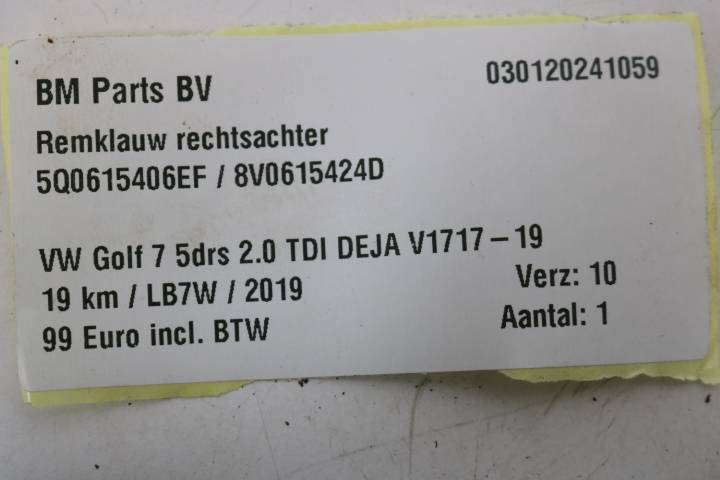 BM Parts BV 030120241059
Remklauw rechtsachter
5Q0615406EF / 8V0615424D
VW Golf 7 5drs 2.0 TDI DEJA V1717-19
19 km / LB7W / 2019 Verz: 10
99 Euro incl. BTW Aantal: 1